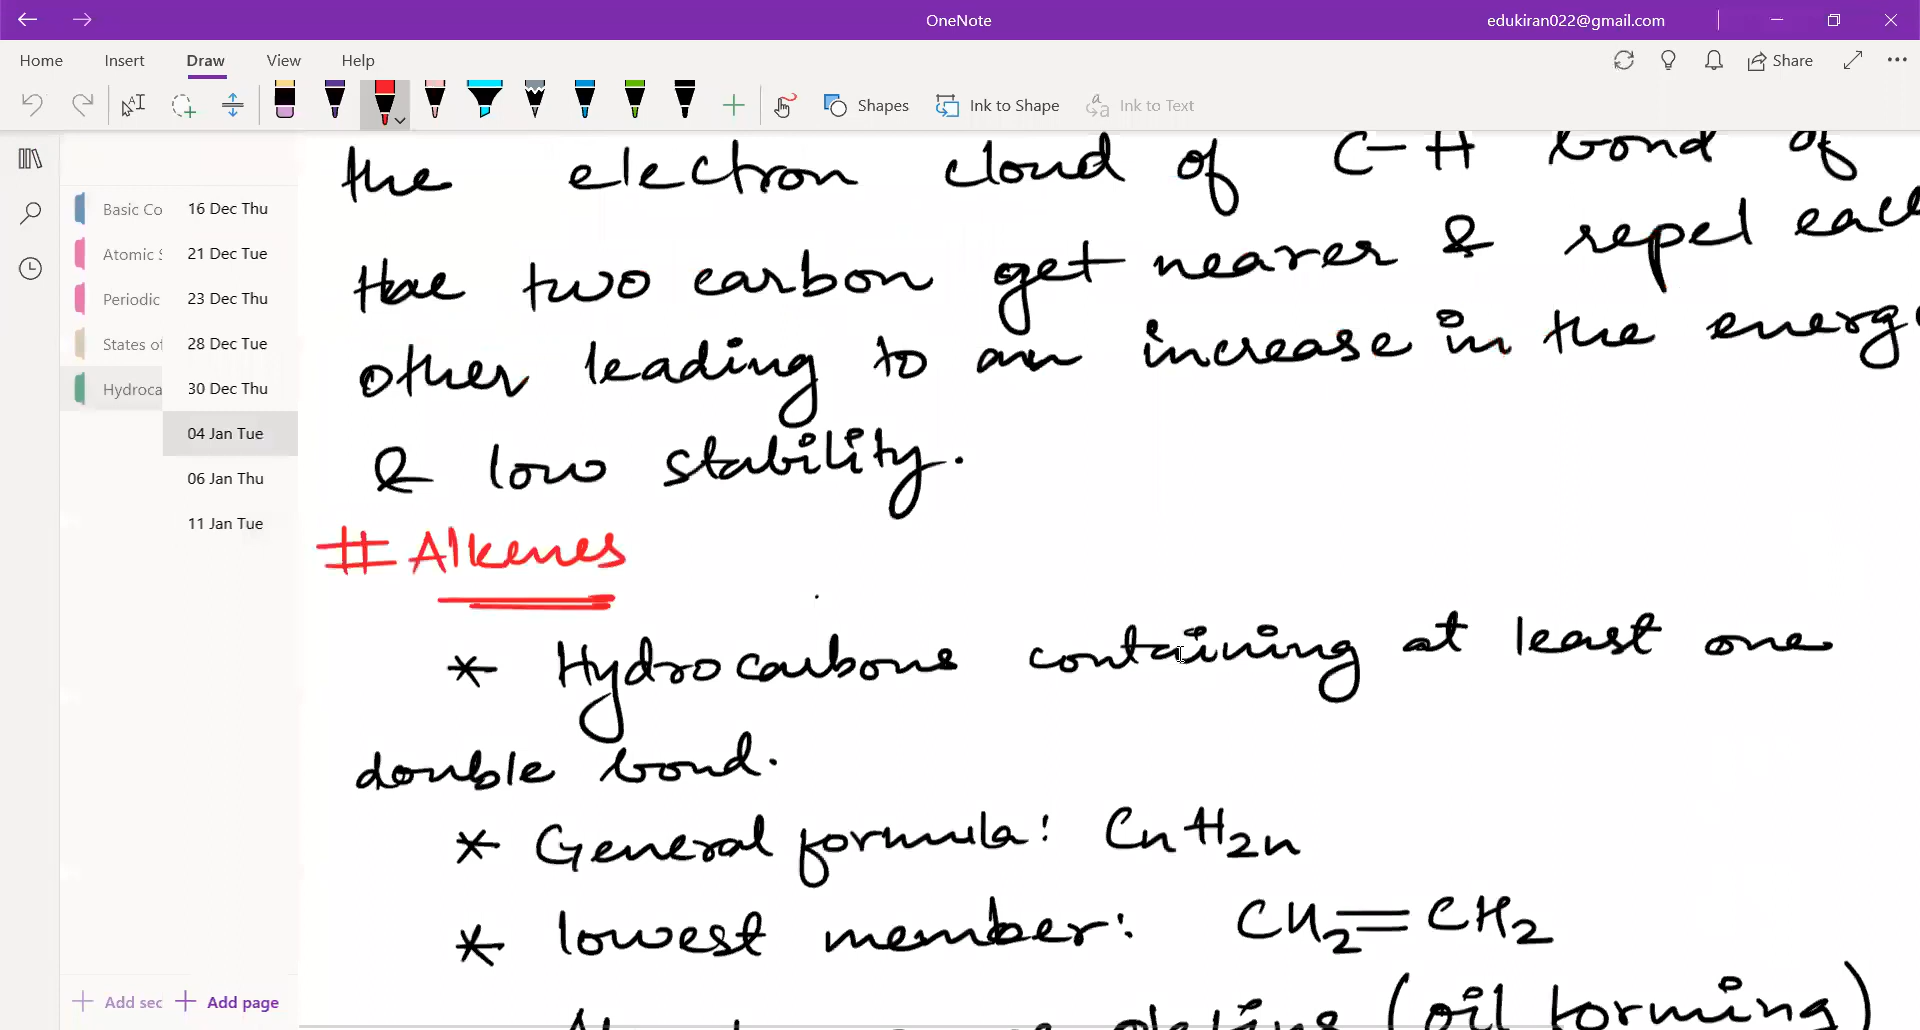 OneNote
edukiran022@gmail.com
Home Insert Draw View Help
Share
Shapes Ink to Shape Ink to Text
Basic Co 16 Dec Thu
Atomic S 21 Dec Tue
Periodic 23 Dec Thu
States of 28 Dec Tue
Hydroca 30 Dec Thu
04 Jan Tue
06 Jan Thu
11 Jan Tue
Add sec Add page
the electron cloud of C-H bond of
the two carbon get nearer & repel each
other leading to an increase in the energ
& low stability.
# Alkenes
* Hydrocarbons containing at least one
double bond.
* General formula: CnH2n
* lowest member: CH2=CH2
(oil forming)